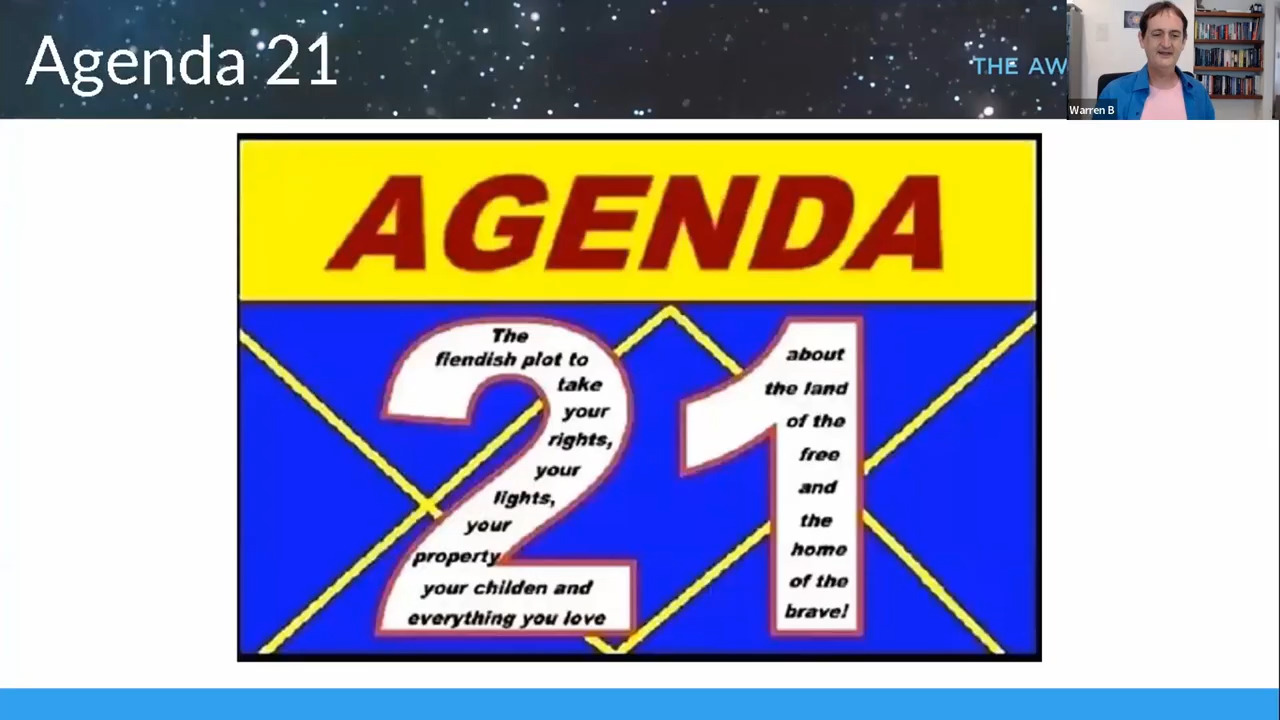 Agenda 21
THE AW
Warren B
AGENDA
The
fiendish plot to
take
your
rights,
your
lights,
your
property
your childen and
everything you love
about
the land
of the
free
and
the
home
of the
brave!